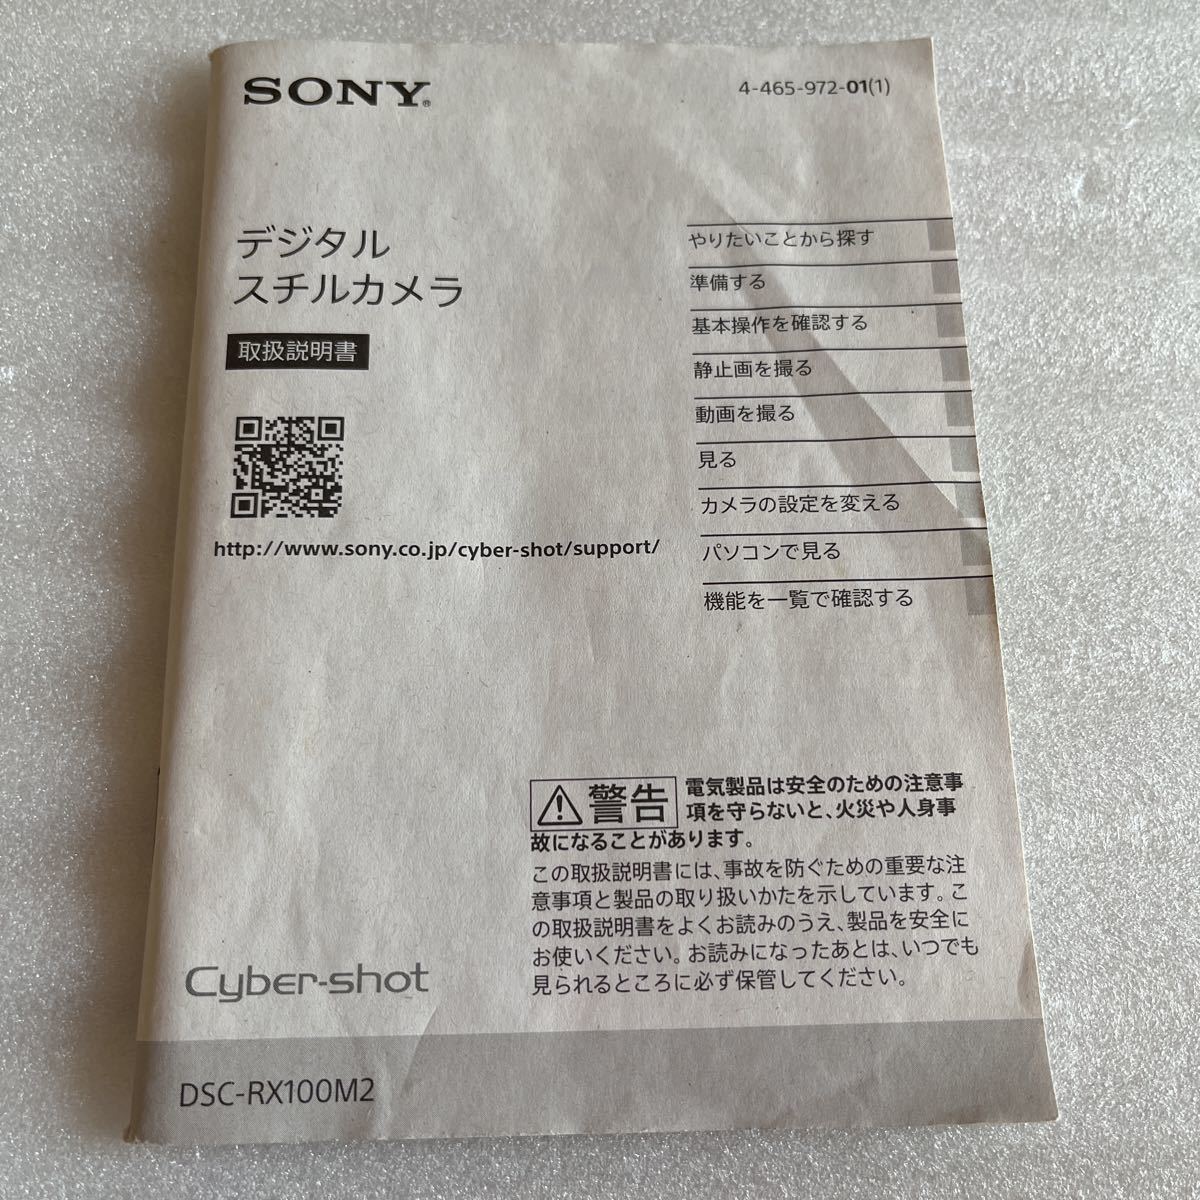 SONY®
4-465-972-01(1)
デジタル
スチルカメラ
取扱説明書
http://www.sony.co.jp/cyber-shot/support/
やりたいことから探す
準備する
基本操作を確認する
静止画を撮る
動画を撮る
見る
カメラの設定を変える
パソコンで見る
機能を一覧で確認する
警告 電気製品は安全のための注意事
項を守らないと、火災や人身事
故になることがあります。
この取扱説明書には、事故を防ぐための重要な注
意事項と製品の取り扱いかたを示しています。こ
の取扱説明書をよくお読みのうえ、製品を安全に
お使いください。お読みになったあとは、いつでも
見られるところに必ず保管してください。
Cyber-shot
DSC-RX100M2